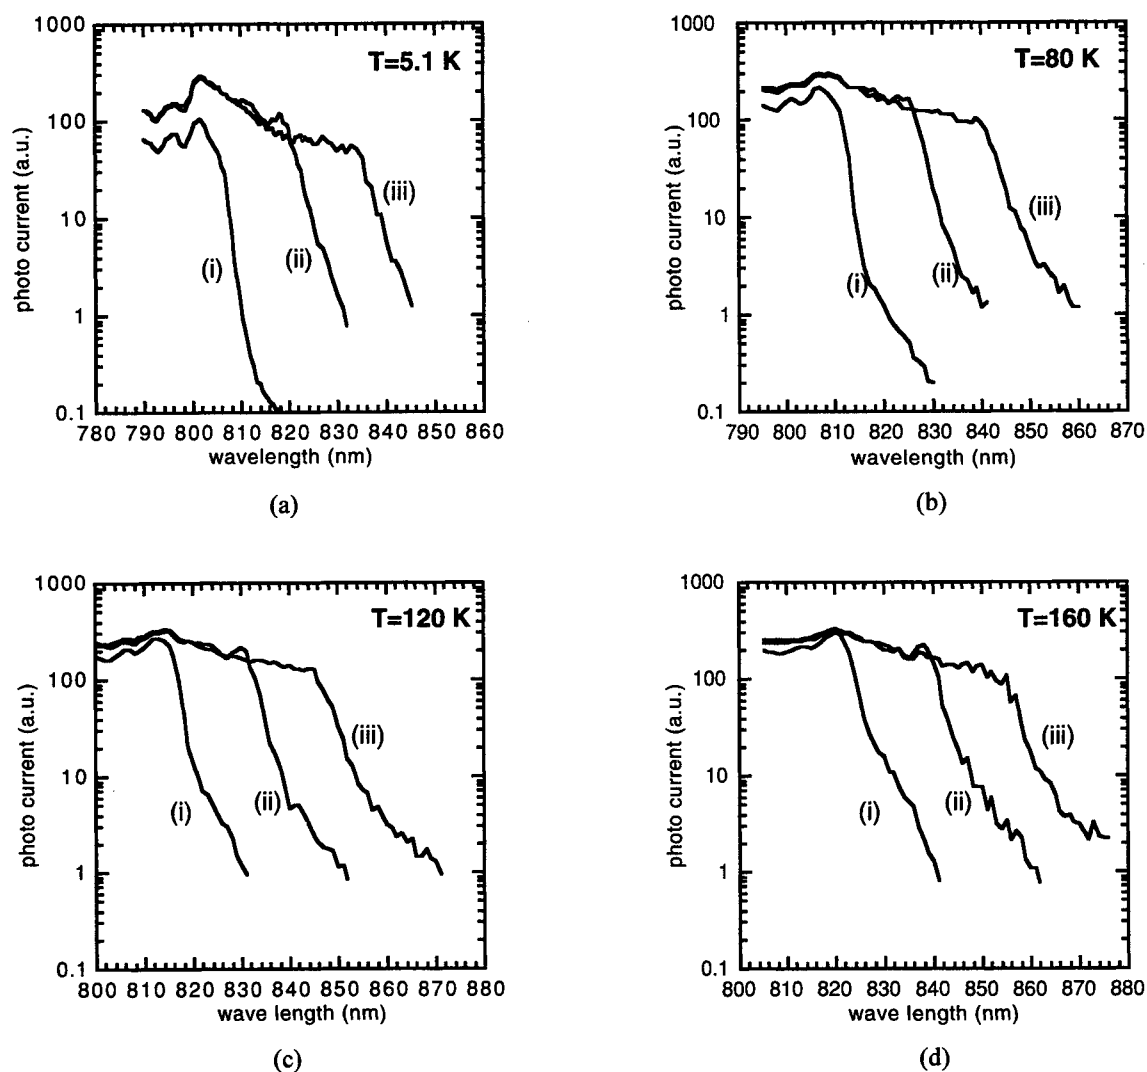 1000
100
10
1
0.1
photo current (a.u.)
T=5.1 K
(i)
(ii)
(iii)
780 790 800 810 820 830 840 850 860
wavelength (nm)
(a)
1000
100
10
1
0.1
photo current (a.u.)
T=80 K
(i)
(ii)
(iii)
790 800 810 820 830 840 850 860 870
wavelength (nm)
(b)
1000
100
10
1
0.1
photo current (a.u.)
T=120 K
(i)
(ii)
(iii)
800 810 820 830 840 850 860 870 880
wave length (nm)
(c)
1000
100
10
1
0.1
photo current (a.u.)
T=160 K
(i)
(ii)
(iii)
800 810 820 830 840 850 860 870 880
wave length (nm)
(d)